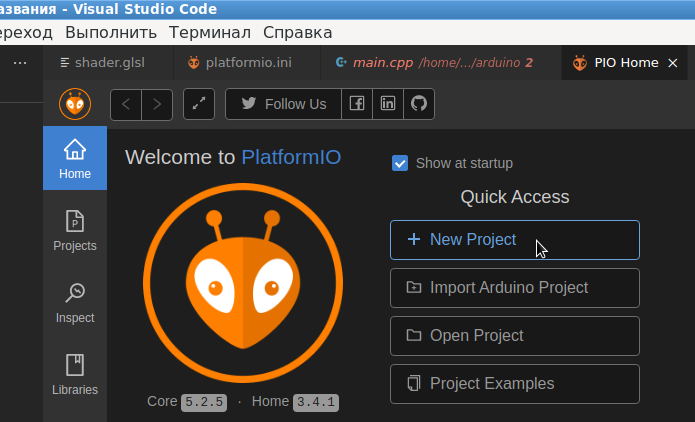 азвания - Visual Studio Code
ереход Выполнить Терминал Справка
··· shader.glsl platformio.ini main.cpp /home/.../arduino 2 PIO Home
Follow Us
Home
Projects
Inspect
Libraries
Welcome to PlatformIO
Core 5.2.5 · Home 3.4.1
Show at startup
Quick Access
New Project
Import Arduino Project
Open Project
Project Examples